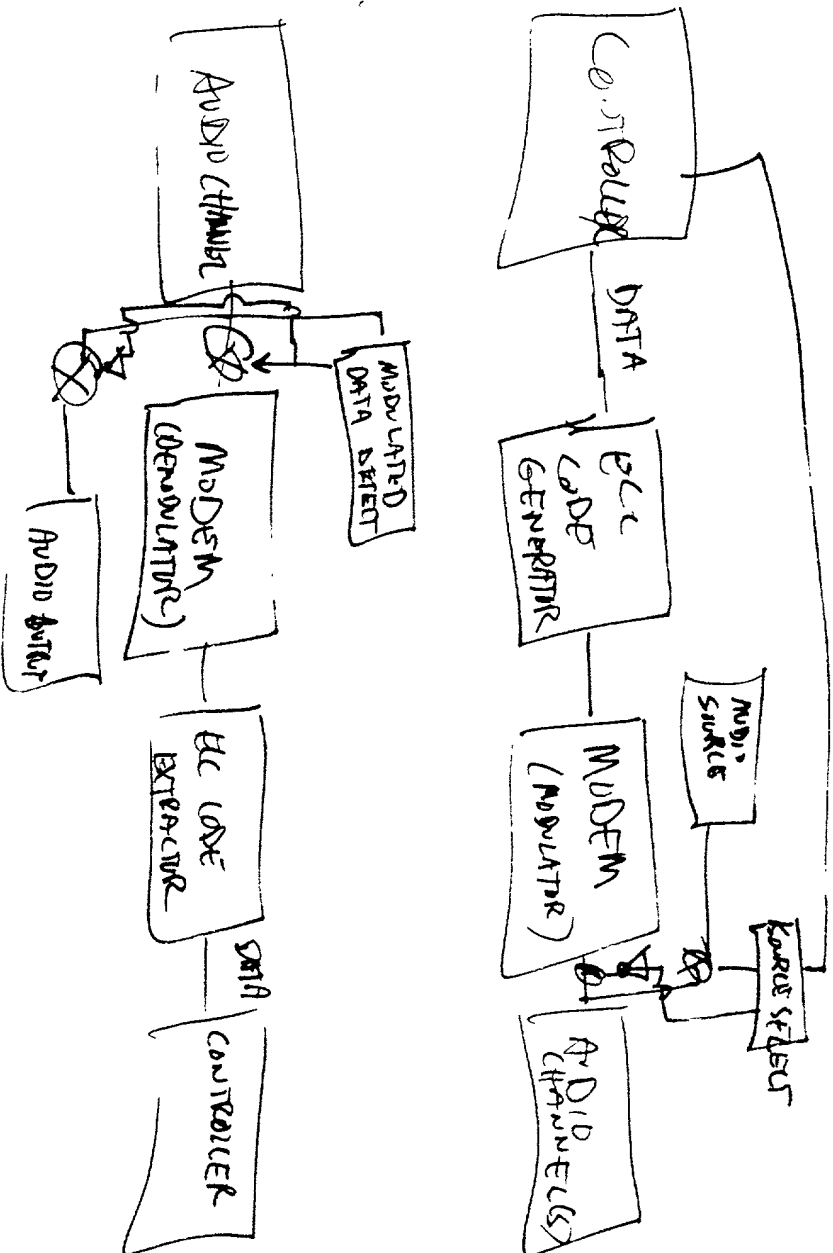 CONTROLLER
DATA
ECC
CODE
GENERATOR
MODEM
(MODULATOR)
AUDIO
SOURCE
SELECT
AUDIO
CHANNEL(S)
AUDIO CHANNEL
MODULATED
DATA DETECT
MODEM
(DEMODULATOR)
AUDIO OUTPUT
ECC CODE
EXTRACTOR
DATA
CONTROLLER